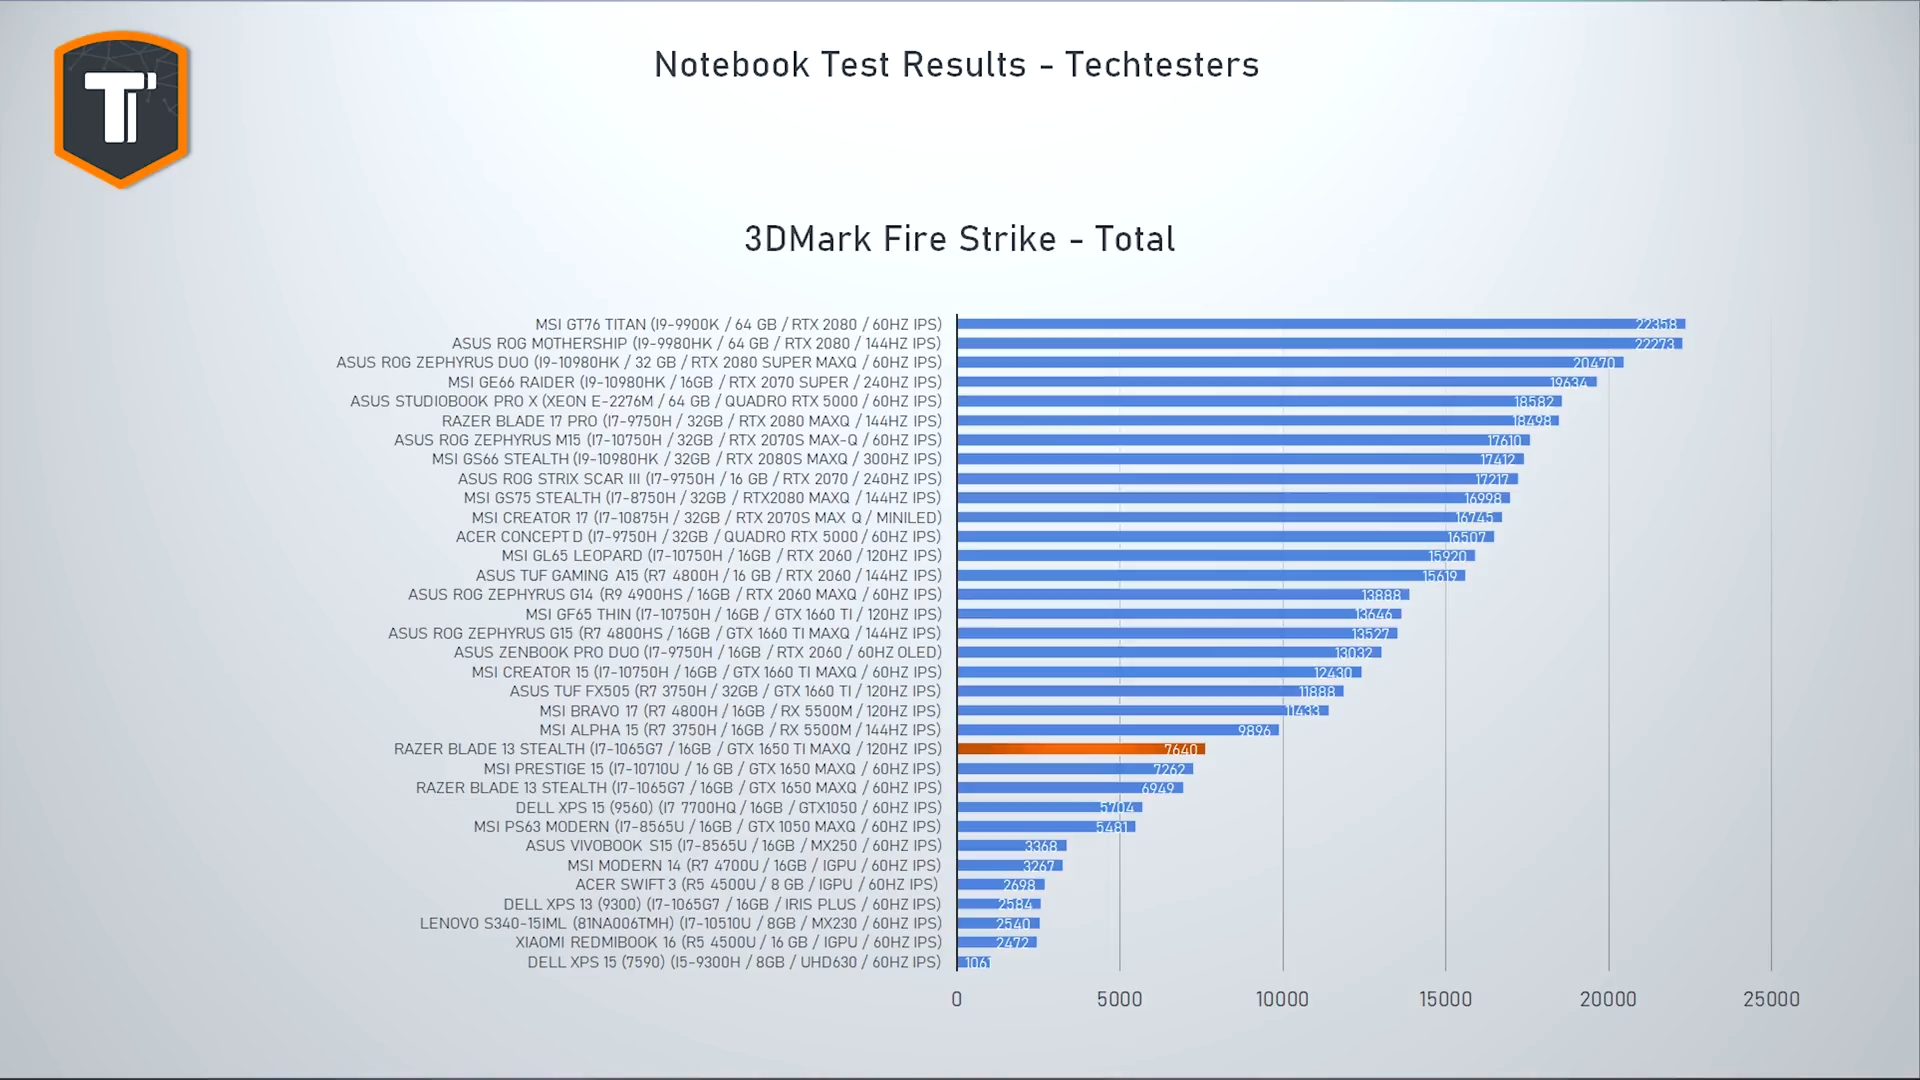 Notebook Test Results - Techtesters
3DMark Fire Strike - Total
MSI GT76 TITAN (I9-9900K / 64 GB / RTX 2080 / 60HZ IPS) 22358
ASUS ROG MOTHERSHIP (I9-9980HK / 64 GB / RTX 2080 / 144HZ IPS) 22273
ASUS ROG ZEPHYRUS DUO (I9-10980HK / 32 GB / RTX 2080 SUPER MAXQ / 60HZ IPS) 20470
MSI GE66 RAIDER (I9-10980HK / 16GB / RTX 2070 SUPER / 240HZ IPS) 19634
ASUS STUDIOBOOK PRO X (XEON E-2276M / 64 GB / QUADRO RTX 5000 / 60HZ IPS) 18582
RAZER BLADE 17 PRO (I7-9750H / 32GB / RTX 2080 MAXQ / 144HZ IPS) 18498
ASUS ROG ZEPHYRUS M15 (I7-10750H / 32GB / RTX 2070S MAX-Q / 60HZ IPS) 17610
MSI GS66 STEALTH (I9-10980HK / 32GB / RTX 2080S MAXQ / 300HZ IPS) 17412
ASUS ROG STRIX SCAR III (I7-9750H / 16 GB / RTX 2070 / 240HZ IPS) 17217
MSI GS75 STEALTH (I7-8750H / 32GB / RTX2080 MAXQ / 144HZ IPS) 16998
MSI CREATOR 17 (I7-10875H / 32GB / RTX 2070S MAX Q / MINILED) 16745
ACER CONCEPT D (I7-9750H / 32GB / QUADRO RTX 5000 / 60HZ IPS) 16507
MSI GL65 LEOPARD (I7-10750H / 16GB / RTX 2060 / 120HZ IPS) 15920
ASUS TUF GAMING A15 (R7 4800H / 16 GB / RTX 2060 / 144HZ IPS) 15619
ASUS ROG ZEPHYRUS G14 (R9 4900HS / 16GB / RTX 2060 MAXQ / 60HZ IPS) 13888
MSI GF65 THIN (I7-10750H / 16GB / GTX 1660 TI / 120HZ IPS) 13646
ASUS ROG ZEPHYRUS G15 (R7 4800HS / 16GB / GTX 1660 TI MAXQ / 144HZ IPS) 13527
ASUS ZENBOOK PRO DUO (I7-9750H / 16GB / RTX 2060 / 60HZ OLED) 13032
MSI CREATOR 15 (I7-10750H / 16GB / GTX 1660 TI MAXQ / 60HZ IPS) 12430
ASUS TUF FX505 (R7 3750H / 32GB / GTX 1660 TI / 120HZ IPS) 11888
MSI BRAVO 17 (R7 4800H / 16GB / RX 5500M / 120HZ IPS) 11433
MSI ALPHA 15 (R7 3750H / 16GB / RX 5500M / 144HZ IPS) 9896
RAZER BLADE 13 STEALTH (I7-1065G7 / 16GB / GTX 1650 TI MAXQ / 120HZ IPS) 7640
MSI PRESTIGE 15 (I7-10710U / 16 GB / GTX 1650 MAXQ / 60HZ IPS) 7262
RAZER BLADE 13 STEALTH (I7-1065G7 / 16GB / GTX 1650 MAXQ / 60HZ IPS) 6949
DELL XPS 15 (9560) (I7 7700HQ / 16GB / GTX1050 / 60HZ IPS) 5704
MSI PS63 MODERN (I7-8565U / 16GB / GTX 1050 MAXQ / 60HZ IPS) 5481
ASUS VIVOBOOK S15 (I7-8565U / 16GB / MX250 / 60HZ IPS) 3368
MSI MODERN 14 (R7 4700U / 16GB / IGPU / 60HZ IPS) 3267
ACER SWIFT 3 (R5 4500U / 8 GB / IGPU / 60HZ IPS) 2698
DELL XPS 13 (9300) (I7-1065G7 / 16GB / IRIS PLUS / 60HZ IPS) 2584
LENOVO S340-15IML (81NA006TMH) (I7-10510U / 8GB / MX230 / 60HZ IPS) 2540
XIAOMI REDMIBOOK 16 (R5 4500U / 16 GB / IGPU / 60HZ IPS) 2472
DELL XPS 15 (7590) (I5-9300H / 8GB / UHD630 / 60HZ IPS) 1061
0 5000 10000 15000 20000 25000